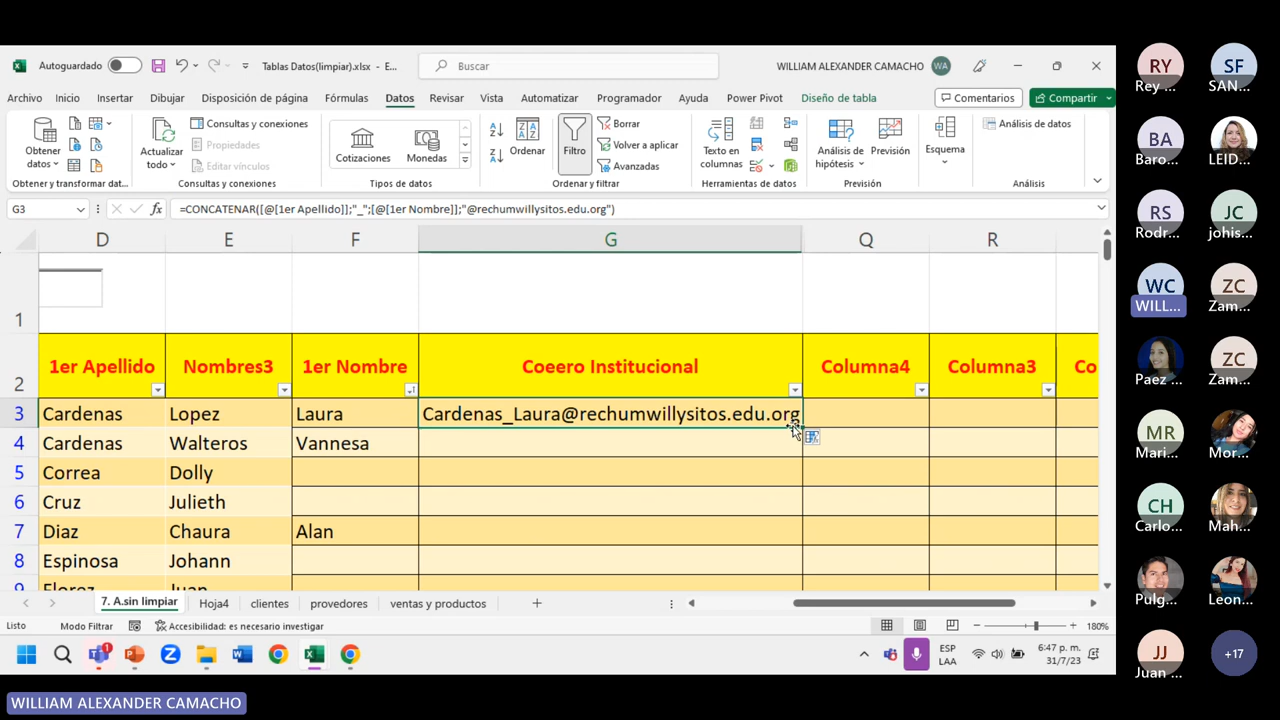 Autoguardado
Tablas Datos(limpiar).xlsx - E...
Buscar
WILLIAM ALEXANDER CAMACHO
WA
Archivo Inicio Insertar Dibujar Disposición de página Fórmulas Datos Revisar Vista Automatizar Programador Ayuda Power Pivot Diseño de tabla
Comentarios
Compartir
Obtener datos
Actualizar todo
Consultas y conexiones
Propiedades
Editar vínculos
Cotizaciones
Monedas
Ordenar
Filtro
Borrar
Volver a aplicar
Avanzadas
Texto en columnas
Análisis de hipótesis
Previsión
Esquema
Análisis de datos
Obtener y transformar dat...
Consultas y conexiones
Tipos de datos
Ordenar y filtrar
Herramientas de datos
Previsión
Análisis
G3
=CONCATENAR([@[1er Apellido]];"_";[@[1er Nombre]];"@rechumwillysitos.edu.org")
D E F G Q R
1
2 1er Apellido Nombres3 1er Nombre Coeero Institucional Columna4 Columna3 Co
3 Cardenas Lopez Laura Cardenas_Laura@rechumwillysitos.edu.org
4 Cardenas Walteros Vannesa
5 Correa Dolly
6 Cruz Julieth
7 Diaz Chaura Alan
8 Espinosa Johann
9 Florez Juan
7. A.sin limpiar Hoja4 clientes provedores ventas y productos
Listo
Modo Filtrar
Accesibilidad: es necesario investigar
180%
1
ESP
LAA
6:47 p. m.
31/7/23
WILLIAM ALEXANDER CAMACHO
RY
Rey ...
SF
SAN...
BA
Baro...
LEID...
RS
Rodr...
JC
johis...
WC
WILL...
ZC
Zam...
Paez ...
ZC
Zam...
MR
Mari...
Mor...
CH
Carlo...
Mah...
Pulg...
Leon...
JJ
Juan ...
+17